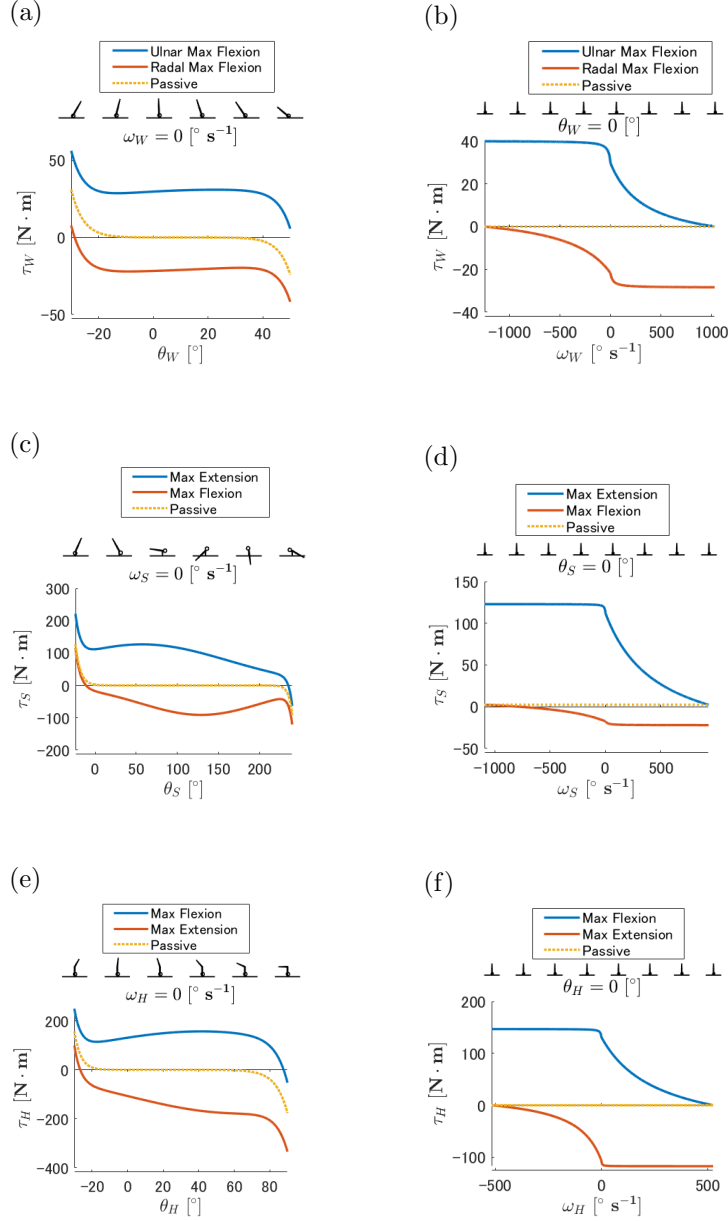 (a)
Ulnar Max Flexion
Radal Max Flexion
Passive
ω_W = 0 [° s⁻¹]
50
0
−50
τ_W [N · m]
−20 0 20 40
θ_W [°]
(b)
Ulnar Max Flexion
Radal Max Flexion
Passive
θ_W = 0 [°]
40
20
0
−20
−40
τ_W [N · m]
−1000 −500 0 500 1000
ω_W [° s⁻¹]
(c)
Max Extension
Max Flexion
Passive
ω_S = 0 [° s⁻¹]
300
200
100
0
−100
−200
τ_S [N · m]
0 50 100 150 200
θ_S [°]
(d)
Max Extension
Max Flexion
Passive
θ_S = 0 [°]
150
100
50
0
−50
τ_S [N · m]
−1000 −500 0 500
ω_S [° s⁻¹]
(e)
Max Flexion
Max Extension
Passive
ω_H = 0 [° s⁻¹]
200
0
−200
−400
τ_H [N · m]
−20 0 20 40 60 80
θ_H [°]
(f)
Max Flexion
Max Extension
Passive
θ_H = 0 [°]
200
100
0
−100
τ_H [N · m]
−500 0 500
ω_H [° s⁻¹]